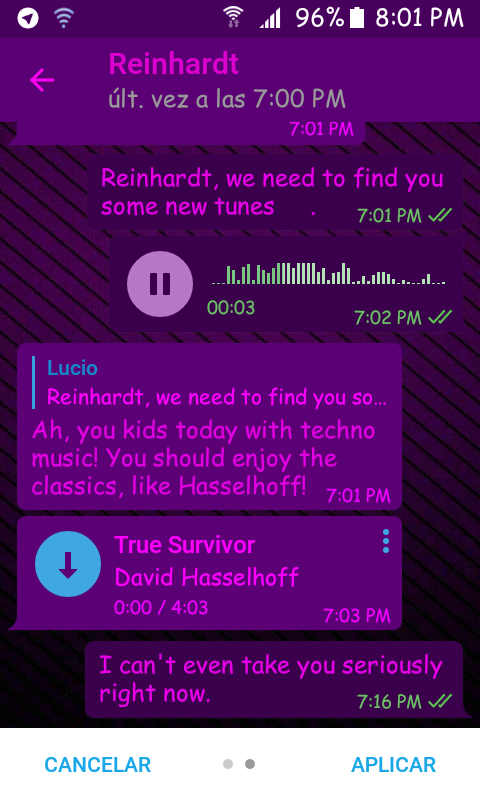 96% 8:01 PM
Reinhardt
últ. vez a las 7:00 PM
7:01 PM
Reinhardt, we need to find you
some new tunes .
7:01 PM
00:03
7:02 PM
Lucio
Reinhardt, we need to find you so...
Ah, you kids today with techno
music! You should enjoy the
classics, like Hasselhoff!
7:01 PM
True Survivor
David Hasselhoff
0:00 / 4:03
7:03 PM
I can't even take you seriously
right now.
7:16 PM
CANCELAR
APLICAR